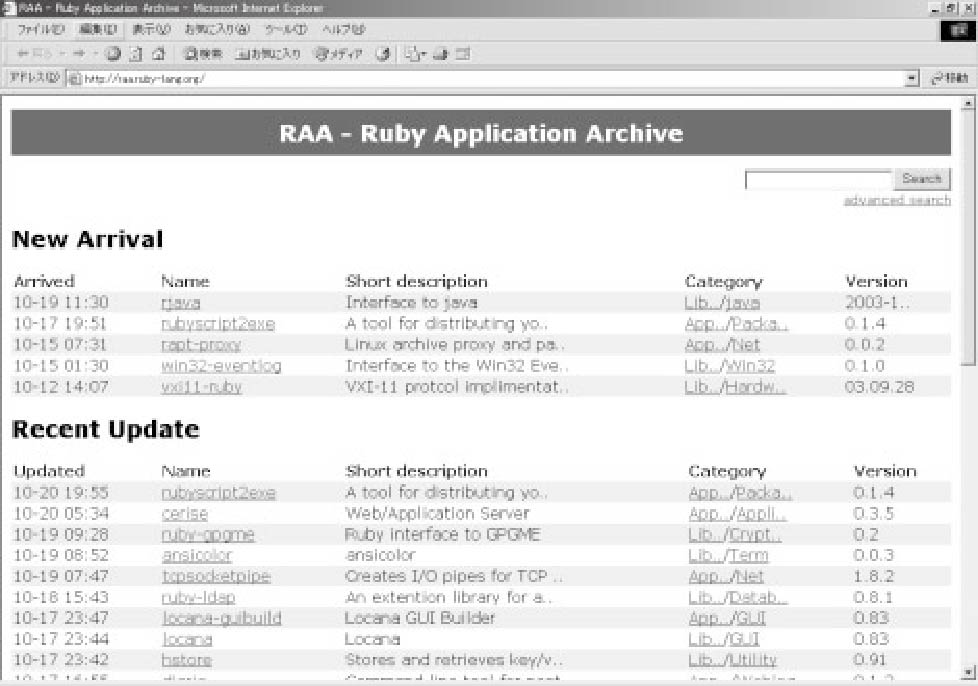 RAA - Ruby Application Archive - Microsoft Internet Explorer
ファイル(F) 編集(E) 表示(V) お気に入り(A) ツール(T) ヘルプ(H)
戻る 検索 お気に入り メディア
アドレス(D) http://raa.ruby-lang.org/ 移動
RAA - Ruby Application Archive
Search
advanced search
New Arrival
Arrived Name Short description Category Version
10-19 11:30 rjava Interface to java Lib../java 2003-1..
10-17 19:51 rubyscript2exe A tool for distributing yo.. App../Packa.. 0.1.4
10-15 07:31 rapt-proxy Linux archive proxy and pa.. App../Net 0.0.2
10-15 01:30 win32-eventlog Interface to the Win32 Eve.. Lib../Win32 0.1.0
10-12 14:07 vxi11-ruby VXI-11 protcol implimentat.. Lib../Hardw.. 03.09.28
Recent Update
Updated Name Short description Category Version
10-20 19:55 rubyscript2exe A tool for distributing yo.. App../Packa.. 0.1.4
10-20 05:34 cerise Web/Application Server App../Appli.. 0.3.5
10-19 09:28 ruby-gpgme Ruby interface to GPGME Lib../Crypt.. 0.2
10-19 08:52 ansicolor ansicolor Lib../Term 0.0.3
10-19 07:47 tcpsocketpipe Creates I/O pipes for TCP .. App../Net 1.8.2
10-18 15:43 ruby-ldap An extention library for a.. Lib../Datab.. 0.8.1
10-17 23:47 locana-guibuild Locana GUI Builder App../GUI 0.83
10-17 23:44 locana Locana Lib../GUI 0.83
10-17 23:42 hstore Stores and retrieves key/v.. Lib../Utility 0.91